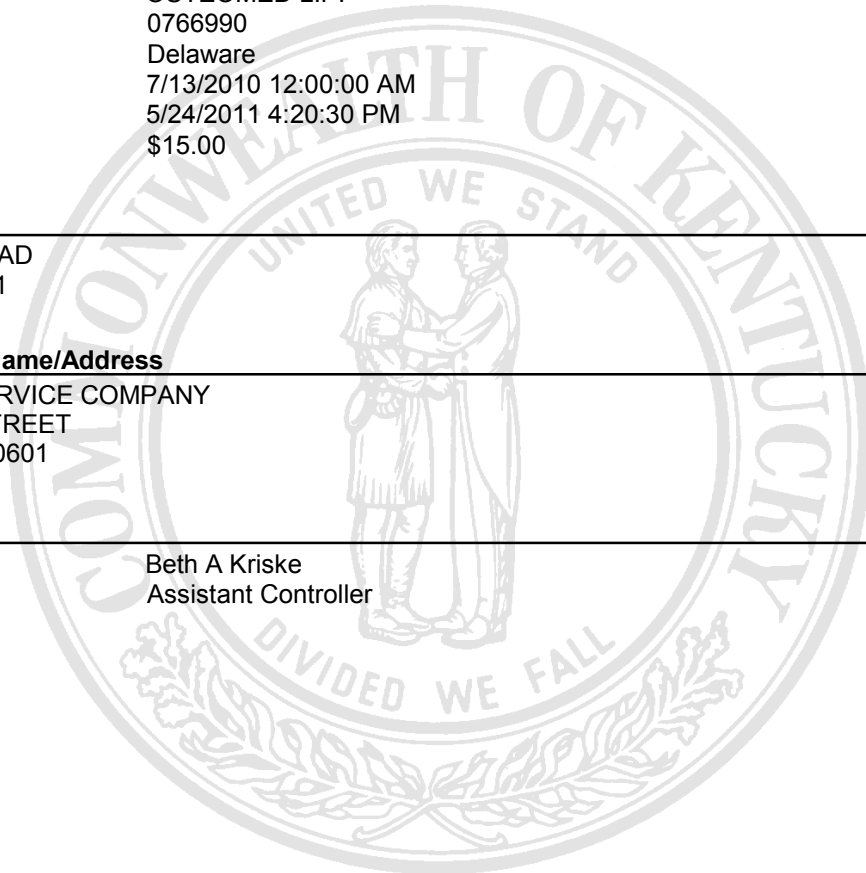 0766990
Delaware
7/13/2010 12:00:00 AM
5/24/2011 4:20:30 PM
$15.00
COMMONWEALTH OF KENTUCKY
UNITED WE STAND
AD
1
ame/Address
RVICE COMPANY
TREET
0601
Beth A Kriske
Assistant Controller
DIVIDED WE FALL